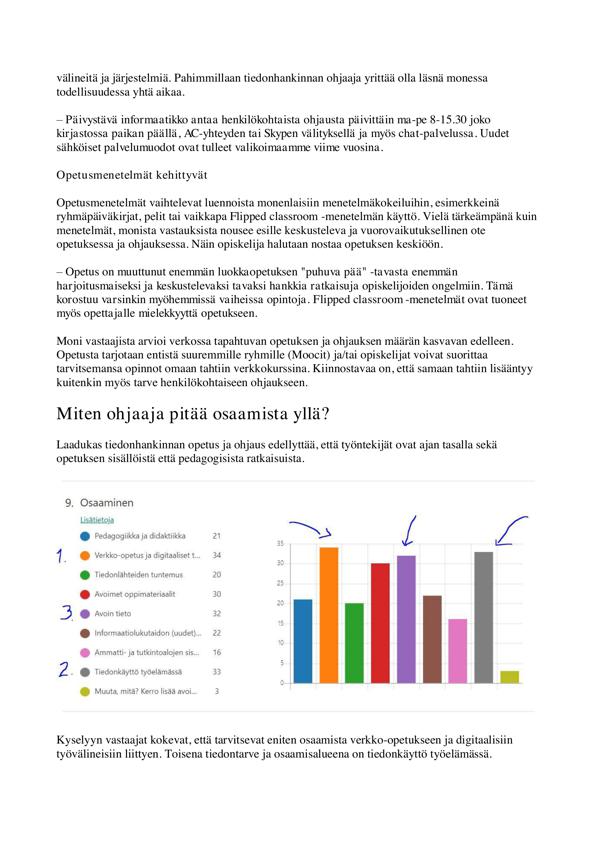 välineitä ja järjestelmiä. Pahimmillaan tiedonhankinnan ohjaaja yrittää olla läsnä monessa
todellisuudessa yhtä aikaa.
– Päivystävä informaatikko antaa henkilökohtaista ohjausta päivittäin ma-pe 8-15.30 joko
kirjastossa paikan päällä, AC-yhteyden tai Skypen välityksellä ja myös chat-palvelussa. Uudet
sähköiset palvelumuodot ovat tulleet valikoimaamme viime vuosina.
Opetusmenetelmät kehittyvät
Opetusmenetelmät vaihtelevat luennoista monenlaisiin menetelmäkokeiluihin, esimerkkeinä
ryhmäpäiväkirjat, pelit tai vaikkapa Flipped classroom -menetelmän käyttö. Vielä tärkeämpänä kuin
menetelmät, monista vastauksista nousee esille keskusteleva ja vuorovaikutuksellinen ote
opetuksessa ja ohjauksessa. Näin opiskelija halutaan nostaa opetuksen keskiöön.
– Opetus on muuttunut enemmän luokkaopetuksen "puhuva pää" -tavasta enemmän
harjoitusmaiseksi ja keskustelevaksi tavaksi hankkia ratkaisuja opiskelijoiden ongelmiin. Tämä
korostuu varsinkin myöhemmissä vaiheissa opintoja. Flipped classroom -menetelmät ovat tuoneet
myös opettajalle mielekkyyttä opetukseen.
Moni vastaajista arvioi verkossa tapahtuvan opetuksen ja ohjauksen määrän kasvavan edelleen.
Opetusta tarjotaan entistä suuremmille ryhmille (Moocit) ja/tai opiskelijat voivat suorittaa
tarvitsemansa opinnot omaan tahtiin verkkokurssina. Kiinnostavaa on, että samaan tahtiin lisääntyy
kuitenkin myös tarve henkilökohtaiseen ohjaukseen.
Miten ohjaaja pitää osaamista yllä?
Laadukas tiedonhankinnan opetus ja ohjaus edellyttää, että työntekijät ovat ajan tasalla sekä
opetuksen sisällöistä että pedagogisista ratkaisuista.
9. Osaaminen
Lisätietoja
Pedagogiikka ja didaktiikka 21
1. Verkko-opetus ja digitaaliset t... 34
Tiedonlähteiden tuntemus 20
Avoimet oppimateriaalit 30
3. Avoin tieto 32
Informaatiolukutaidon (uudet)... 22
Ammatti- ja tutkintoalojen sis... 16
2. Tiedonkäyttö työelämässä 33
Muuta, mitä? Kerro lisää avoi... 3
35
30
25
20
15
10
5
0
Kyselyyn vastaajat kokevat, että tarvitsevat eniten osaamista verkko-opetukseen ja digitaalisiin
työvälineisiin liittyen. Toisena tiedontarve ja osaamisalueena on tiedonkäyttö työelämässä.